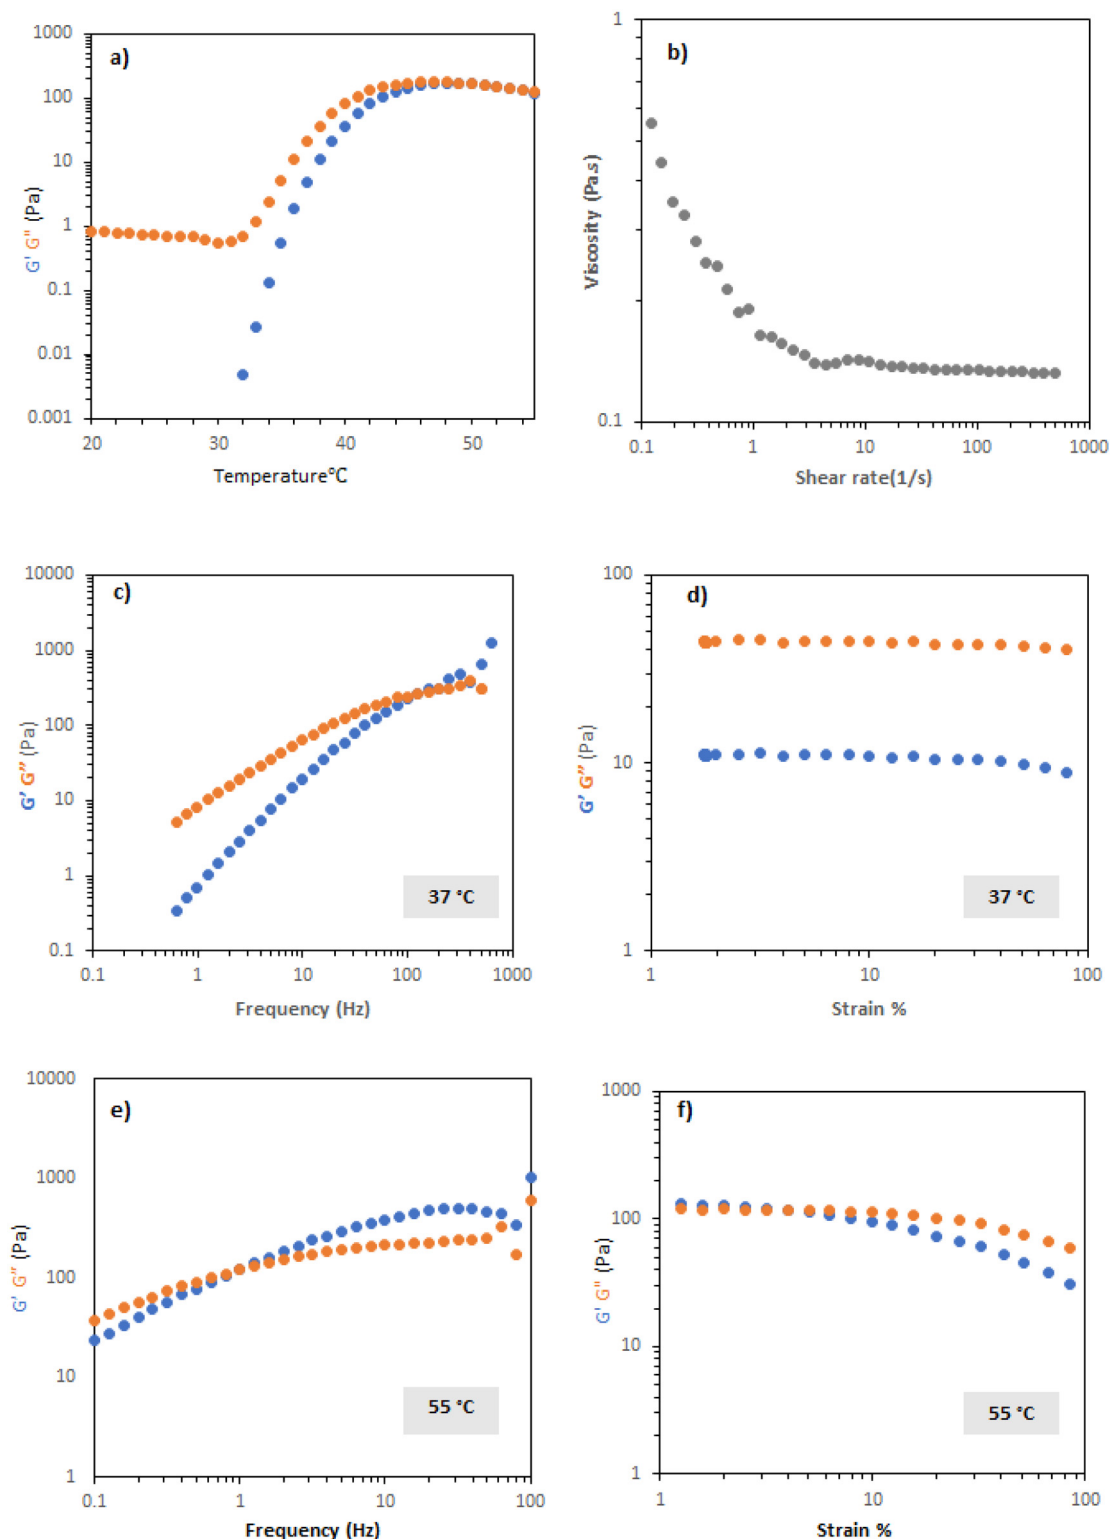 a)
1000
100
10
1
0.1
0.01
0.001
G' G" (Pa)
20 30 40 50
Temperature°C
b)
1
0.1
Viscosity (Pa.s)
0.1 1 10 100 1000
Shear rate(1/s)
c)
10000
1000
100
10
1
0.1
G’ G” (Pa)
37 °C
0.1 1 10 100 1000
Frequency (Hz)
d)
100
10
1
G’ G” (Pa)
37 °C
1 10 100
Strain %
e)
10000
1000
100
10
1
G' G" (Pa)
55 °C
0.1 1 10 100
Frequency (Hz)
f)
1000
100
10
1
G' G" (Pa)
55 °C
1 10 100
Strain %